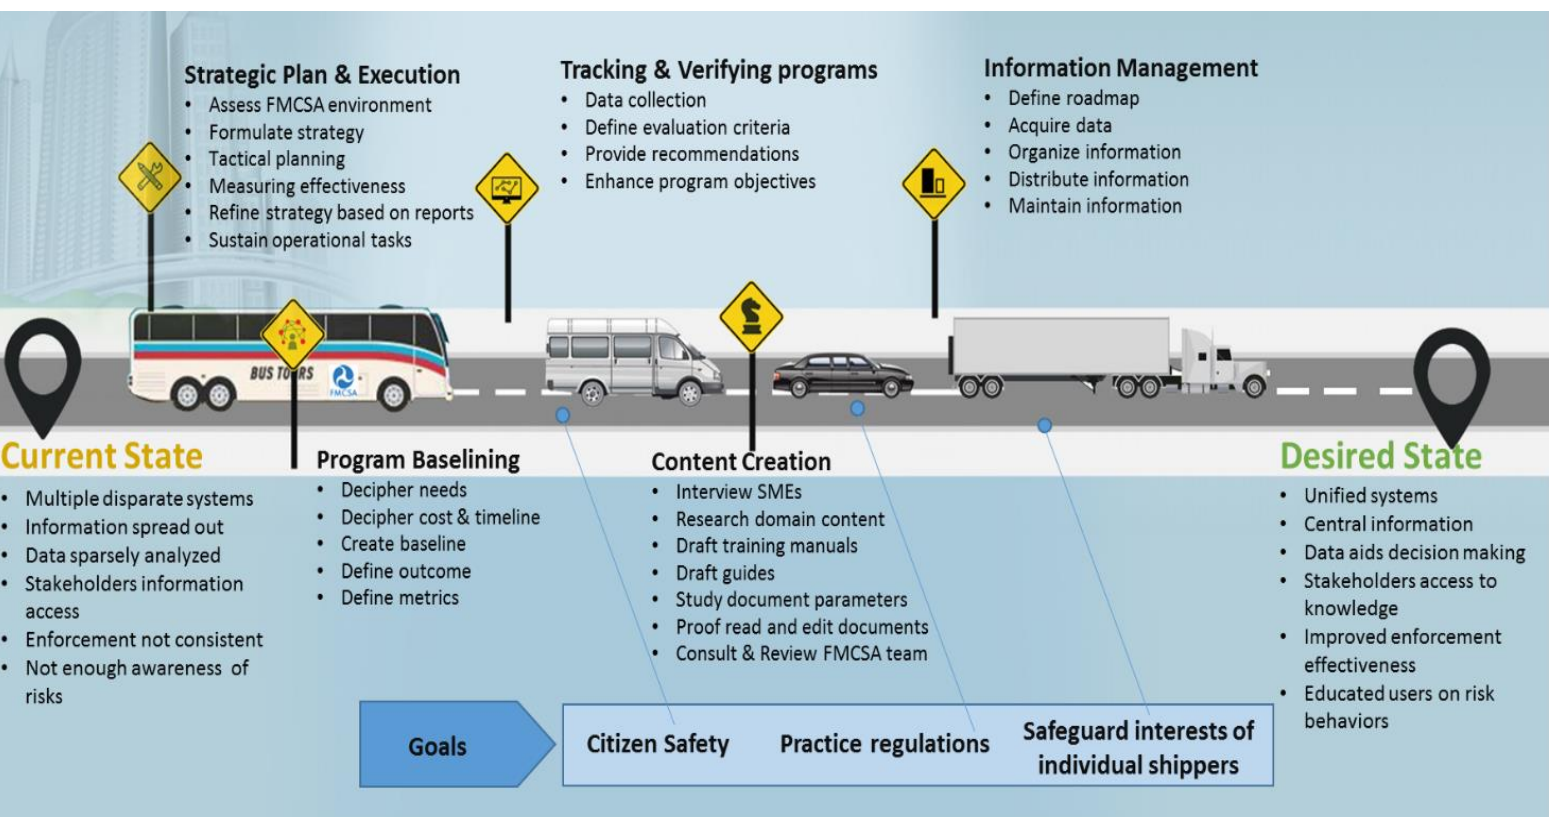 Strategic Plan & Execution
• Assess FMCSA environment
• Formulate strategy
• Tactical planning
• Measuring effectiveness
• Refine strategy based on reports
• Sustain operational tasks
Tracking & Verifying programs
• Data collection
• Define evaluation criteria
• Provide recommendations
• Enhance program objectives
Information Management
• Define roadmap
• Acquire data
• Organize information
• Distribute information
• Maintain information
BUS TOURS
FMCSA
Current State
• Multiple disparate systems
• Information spread out
• Data sparsely analyzed
• Stakeholders information
access
• Enforcement not consistent
• Not enough awareness of
risks
Program Baselining
• Decipher needs
• Decipher cost & timeline
• Create baseline
• Define outcome
• Define metrics
Content Creation
• Interview SMEs
• Research domain content
• Draft training manuals
• Draft guides
• Study document parameters
• Proof read and edit documents
• Consult & Review FMCSA team
Desired State
• Unified systems
• Central information
• Data aids decision making
• Stakeholders access to
knowledge
• Improved enforcement
effectiveness
• Educated users on risk
behaviors
Goals
Citizen Safety
Practice regulations
Safeguard interests of
individual shippers